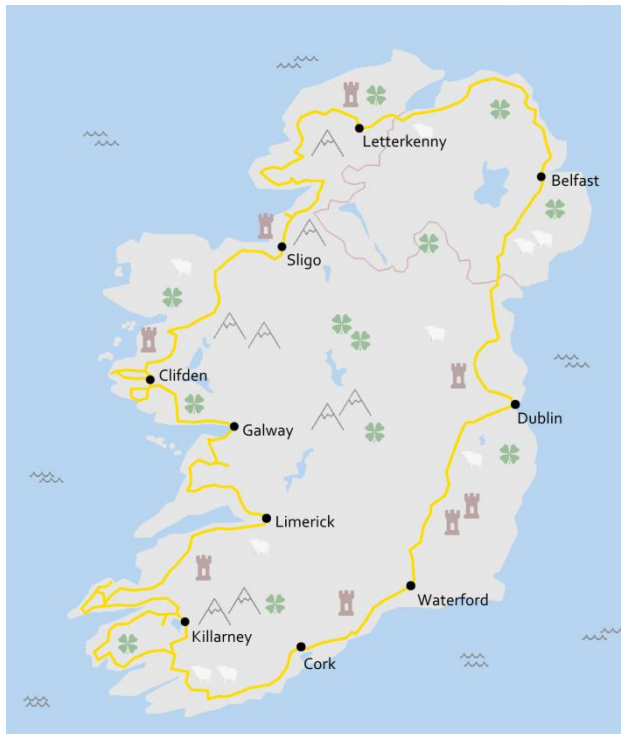 Letterkenny
Belfast
Sligo
Clifden
Dublin
Galway
Limerick
Waterford
Killarney
Cork